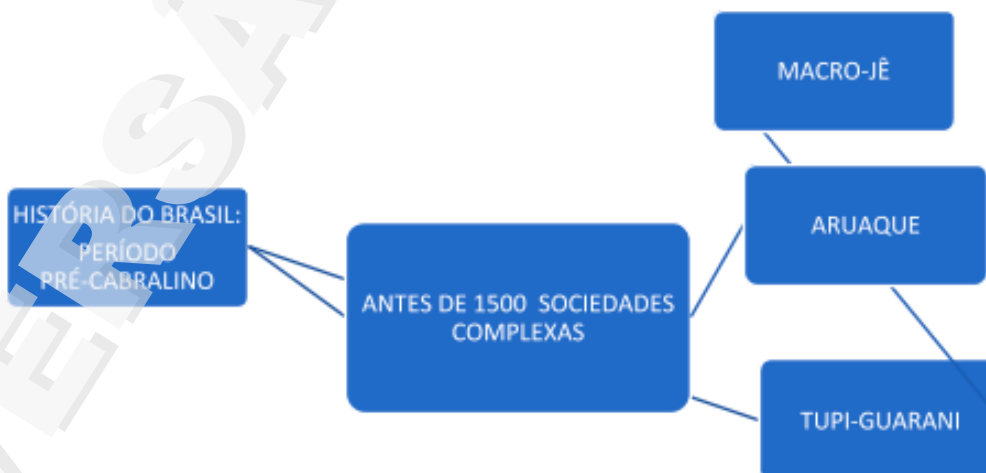 HISTÓRIA DO BRASIL:
PERÍODO
PRÉ-CABRALINO
ANTES DE 1500 SOCIEDADES
COMPLEXAS
MACRO-JÊ
ARUAQUE
TUPI-GUARANI